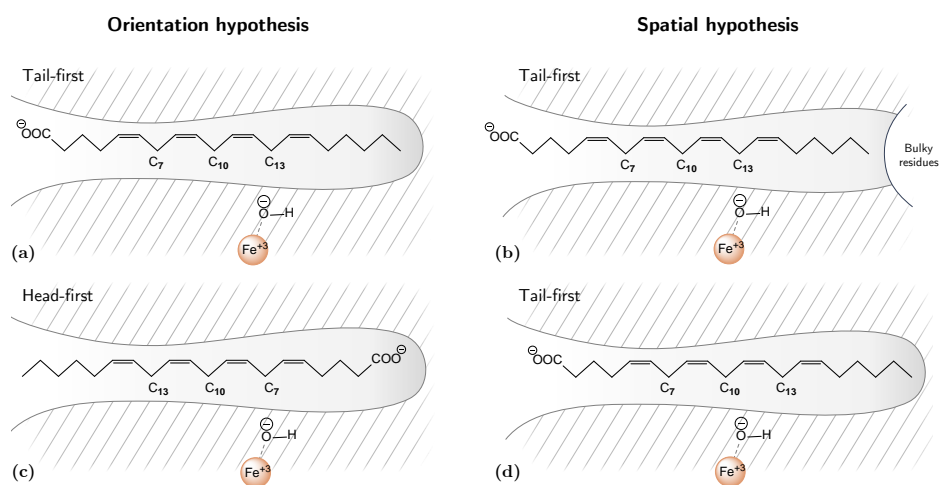 Orientation hypothesis
Spatial hypothesis
Tail-first
⊖OOC
C7
C10
C13
⊖
O—H
Fe+3
(a)
Tail-first
⊖OOC
C7
C10
C13
Bulky
residues
⊖
O—H
Fe+3
(b)
Head-first
COO⊖
C13
C10
C7
⊖
O—H
Fe+3
(c)
Tail-first
⊖OOC
C7
C10
C13
⊖
O—H
Fe+3
(d)